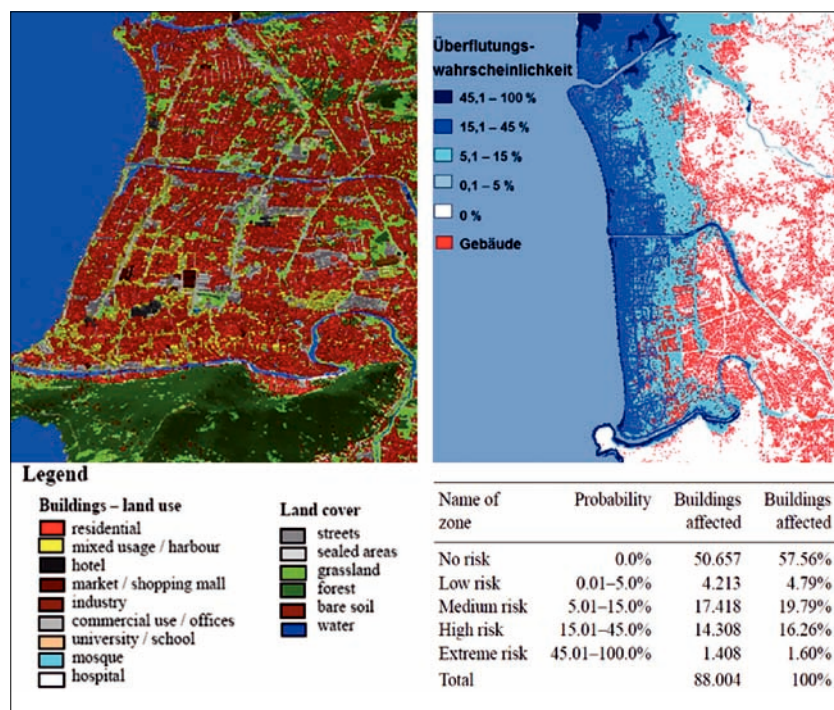 Überflutungs-
wahrscheinlichkeit
45,1 – 100 %
15,1 – 45 %
5,1 – 15 %
0,1 – 5 %
0 %
Gebäude
Legend
Buildings – land use
residential
mixed usage / harbour
hotel
market / shopping mall
industry
commercial use / offices
university / school
mosque
hospital
Land cover
streets
sealed areas
grassland
forest
bare soil
water
Name of zone Probability Buildings affected Buildings affected
No risk 0.0% 50.657 57.56%
Low risk 0.01–5.0% 4.213 4.79%
Medium risk 5.01–15.0% 17.418 19.79%
High risk 15.01–45.0% 14.308 16.26%
Extreme risk 45.01–100.0% 1.408 1.60%
Total 88.004 100%